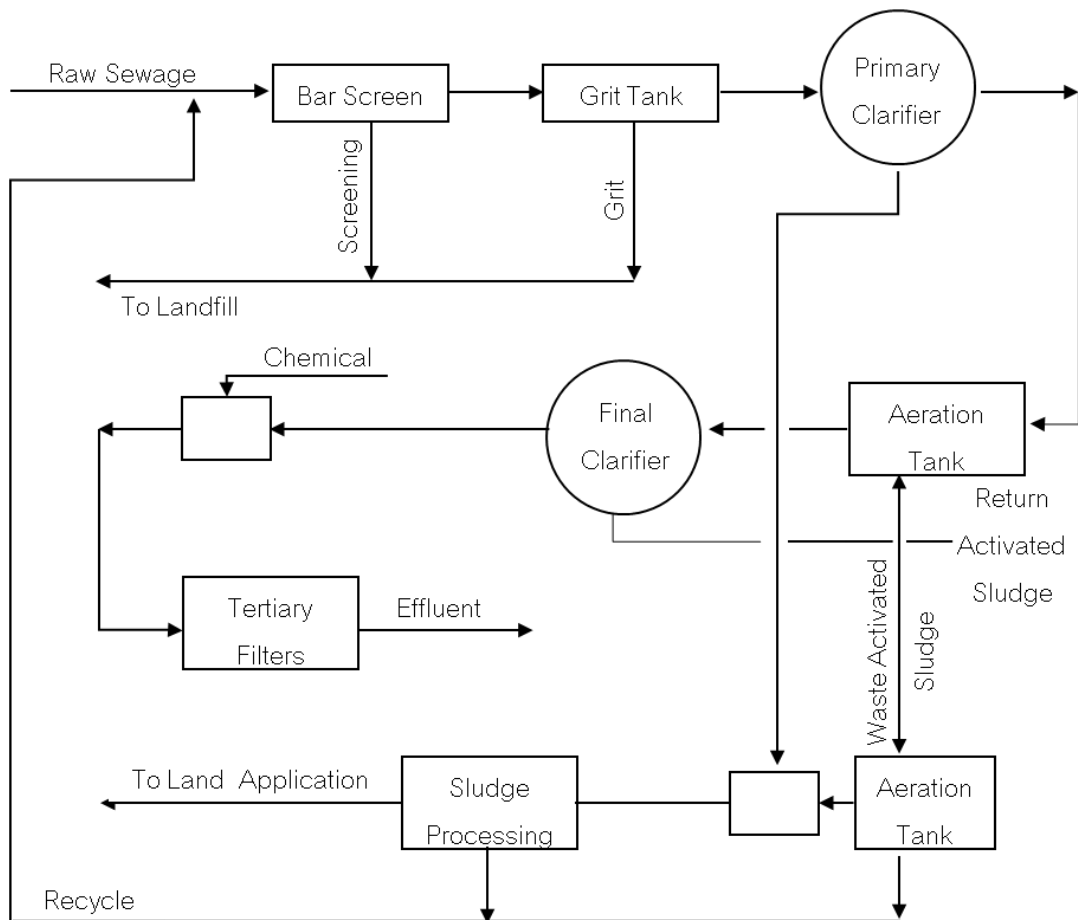 Raw Sewage
Bar Screen
Grit Tank
Primary
Clarifier
Screening
Grit
To Landfill
Chemical
Final
Clarifier
Aeration
Tank
Return
Activated
Sludge
Tertiary
Filters
Effluent
Waste Activated
Sludge
To Land Application
Sludge
Processing
Aeration
Tank
Recycle